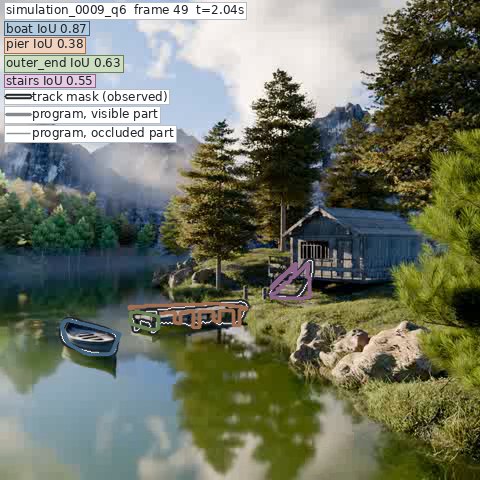 simulation_0009_q6  frame 49  t=2.04s
boat IoU 0.87
pier IoU 0.38
outer_end IoU 0.63
stairs IoU 0.55
track mask (observed)
program, visible part
program, occluded part